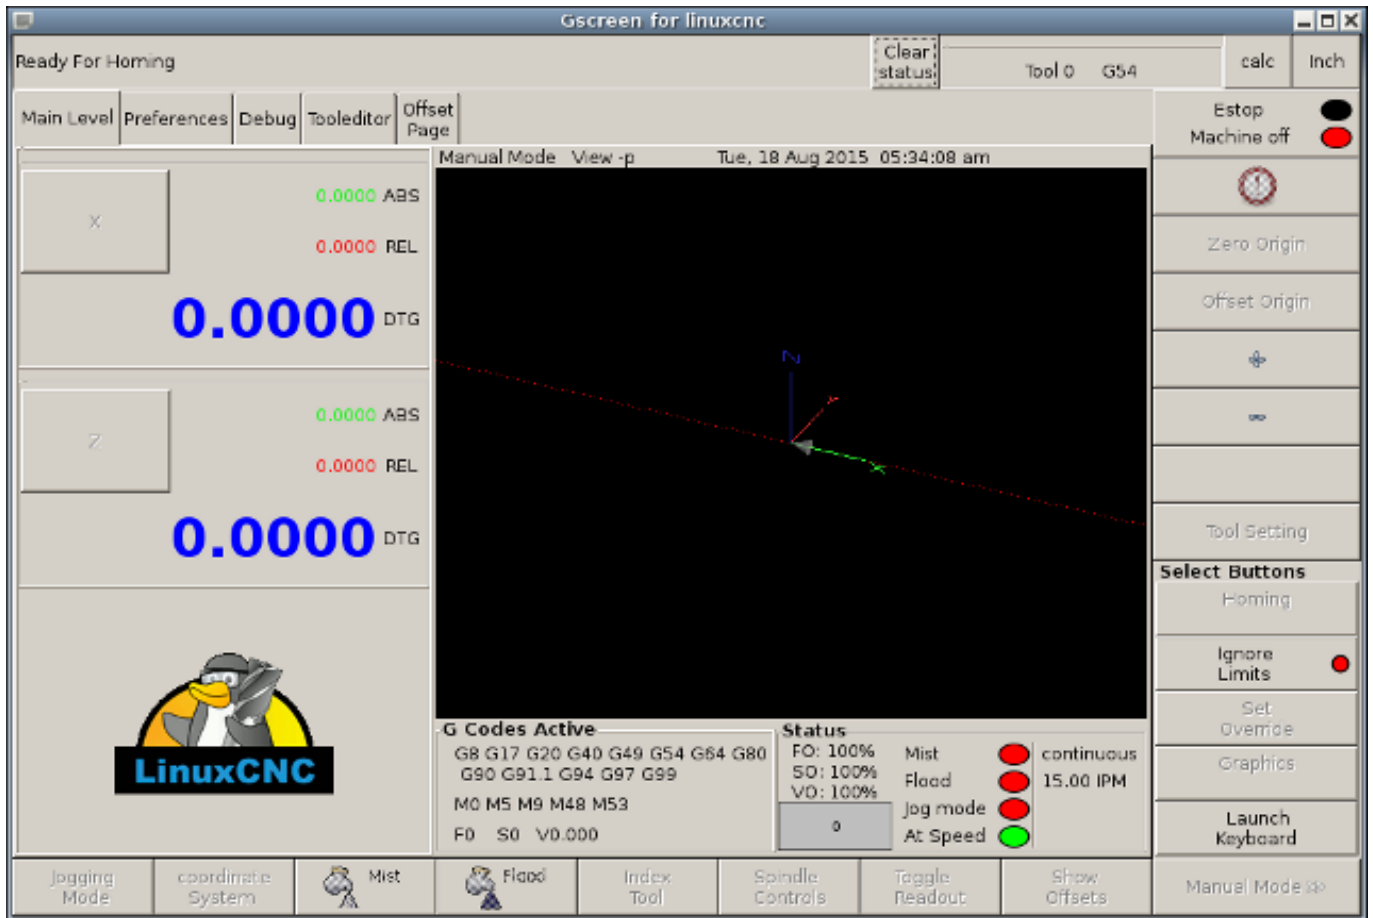 Gscreen for linuxcnc
Ready For Homing
Clear
status
Tool 0 G54
calc
Inch
Main Level
Preferences
Debug
Tooleditor
Offset
Page
Estop
Machine off
Manual Mode View -p Tue, 18 Aug 2015 05:34:08 am
X
0.0000 ABS
0.0000 REL
0.0000 DTG
Z
0.0000 ABS
0.0000 REL
0.0000 DTG
LinuxCNC
Z
Y
X
Zero Origin
Offset Origin
Tool Setting
Select Buttons
Homing
Ignore
Limits
Set
Override
Graphics
Launch
Keyboard
G Codes Active
G8 G17 G20 G40 G49 G54 G64 G80
G90 G91.1 G94 G97 G99
M0 M5 M9 M48 M53
F0 S0 V0.000
Status
FO: 100%
SO: 100%
VO: 100%
0
Mist
Flood
Jog mode
At Speed
continuous
15.00 IPM
Jogging
Mode
coordinate
System
Mist
Flood
Index
Tool
Spindle
Controls
Toggle
Readout
Show
Offsets
Manual Mode >>